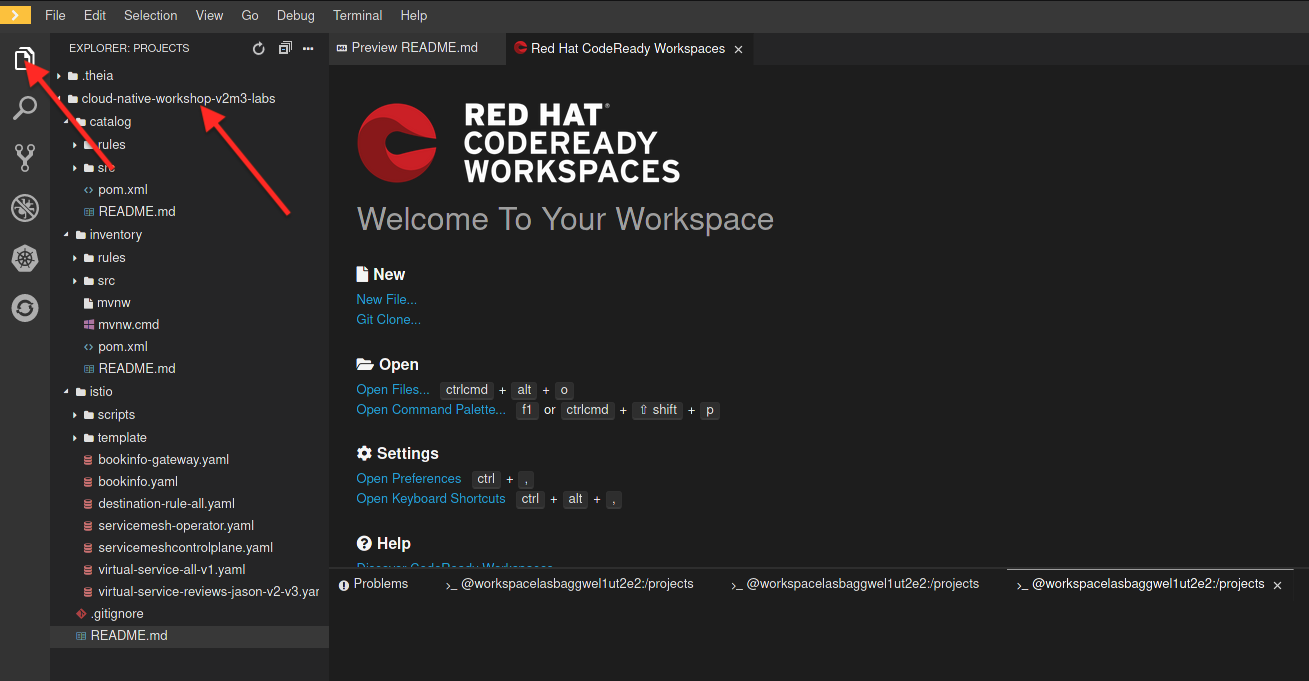 File Edit Selection View Go Debug Terminal Help
EXPLORER: PROJECTS
.theia
cloud-native-workshop-v2m3-labs
catalog
rules
src
pom.xml
README.md
inventory
rules
src
mvnw
mvnw.cmd
pom.xml
README.md
istio
scripts
template
bookinfo-gateway.yaml
bookinfo.yaml
destination-rule-all.yaml
servicemesh-operator.yaml
servicemeshcontrolplane.yaml
virtual-service-all-v1.yaml
virtual-service-reviews-jason-v2-v3.yar
.gitignore
README.md
Preview README.md Red Hat CodeReady Workspaces ×
RED HAT®
CODEREADY
WORKSPACES
Welcome To Your Workspace
New
New File...
Git Clone...
Open
Open Files... ctrlcmd + alt + o
Open Command Palette... f1 or ctrlcmd + ⇧ shift + p
Settings
Open Preferences ctrl + ,
Open Keyboard Shortcuts ctrl + alt + ,
Help
Discover CodeReady Workspaces
Problems >_ @workspacelasbaggwel1ut2e2:/projects >_ @workspacelasbaggwel1ut2e2:/projects >_ @workspacelasbaggwel1ut2e2:/projects ×